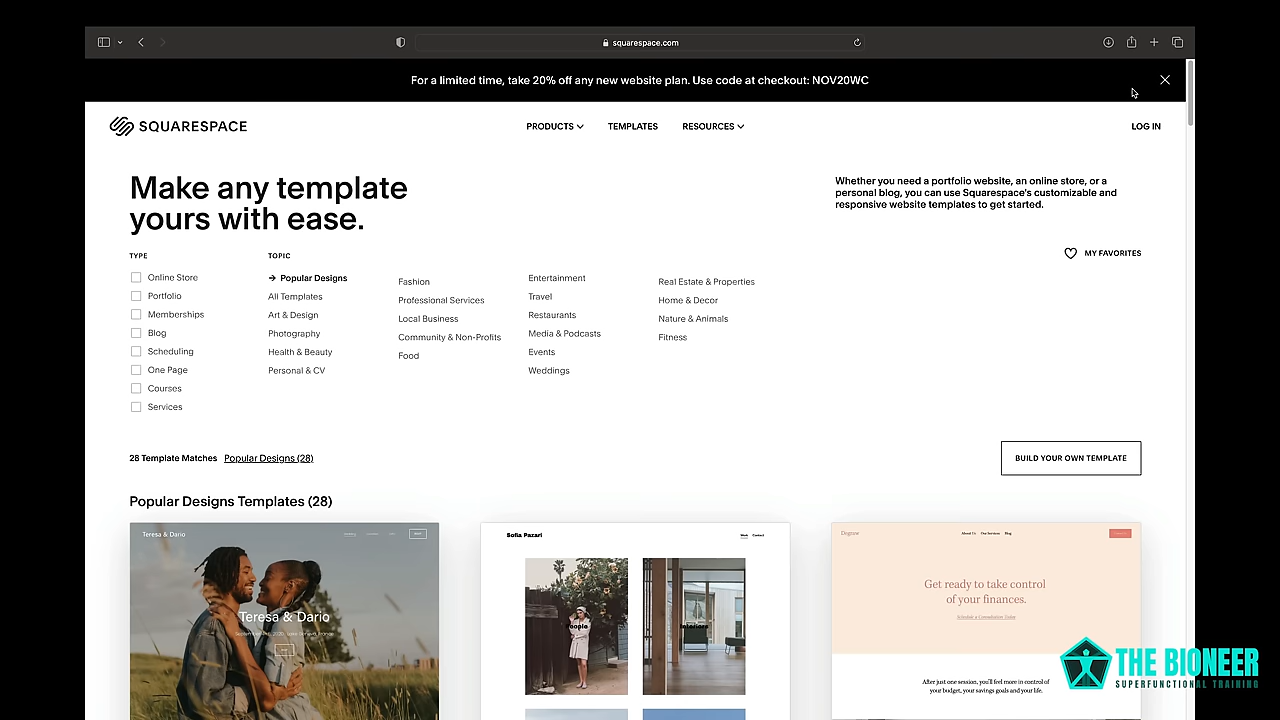 squarespace.com
For a limited time, take 20% off any new website plan. Use code at checkout: NOV20WC
SQUARESPACE
PRODUCTS
TEMPLATES
RESOURCES
LOG IN
Make any template
yours with ease.
Whether you need a portfolio website, an online store, or a
personal blog, you can use Squarespace's customizable and
responsive website templates to get started.
MY FAVORITES
TYPE
Online Store
Portfolio
Memberships
Blog
Scheduling
One Page
Courses
Services
TOPIC
→ Popular Designs
All Templates
Art & Design
Photography
Health & Beauty
Personal & CV
Fashion
Professional Services
Local Business
Community & Non-Profits
Food
Entertainment
Travel
Restaurants
Media & Podcasts
Events
Weddings
Real Estate & Properties
Home & Decor
Nature & Animals
Fitness
28 Template Matches
Popular Designs (28)
BUILD YOUR OWN TEMPLATE
Popular Designs Templates (28)
Teresa & Dario
Teresa & Dario
Sofia Pazari
Work
Contact
People
Interiors
Degraw
About Us
Our Services
Blog
Get ready to take control
of your finances.
Schedule a Consultation Today
After just one session, you'll feel more in control of
your budget, your savings goals and your life.
THE BIONEER
SUPERFUNCTIONAL TRAINING